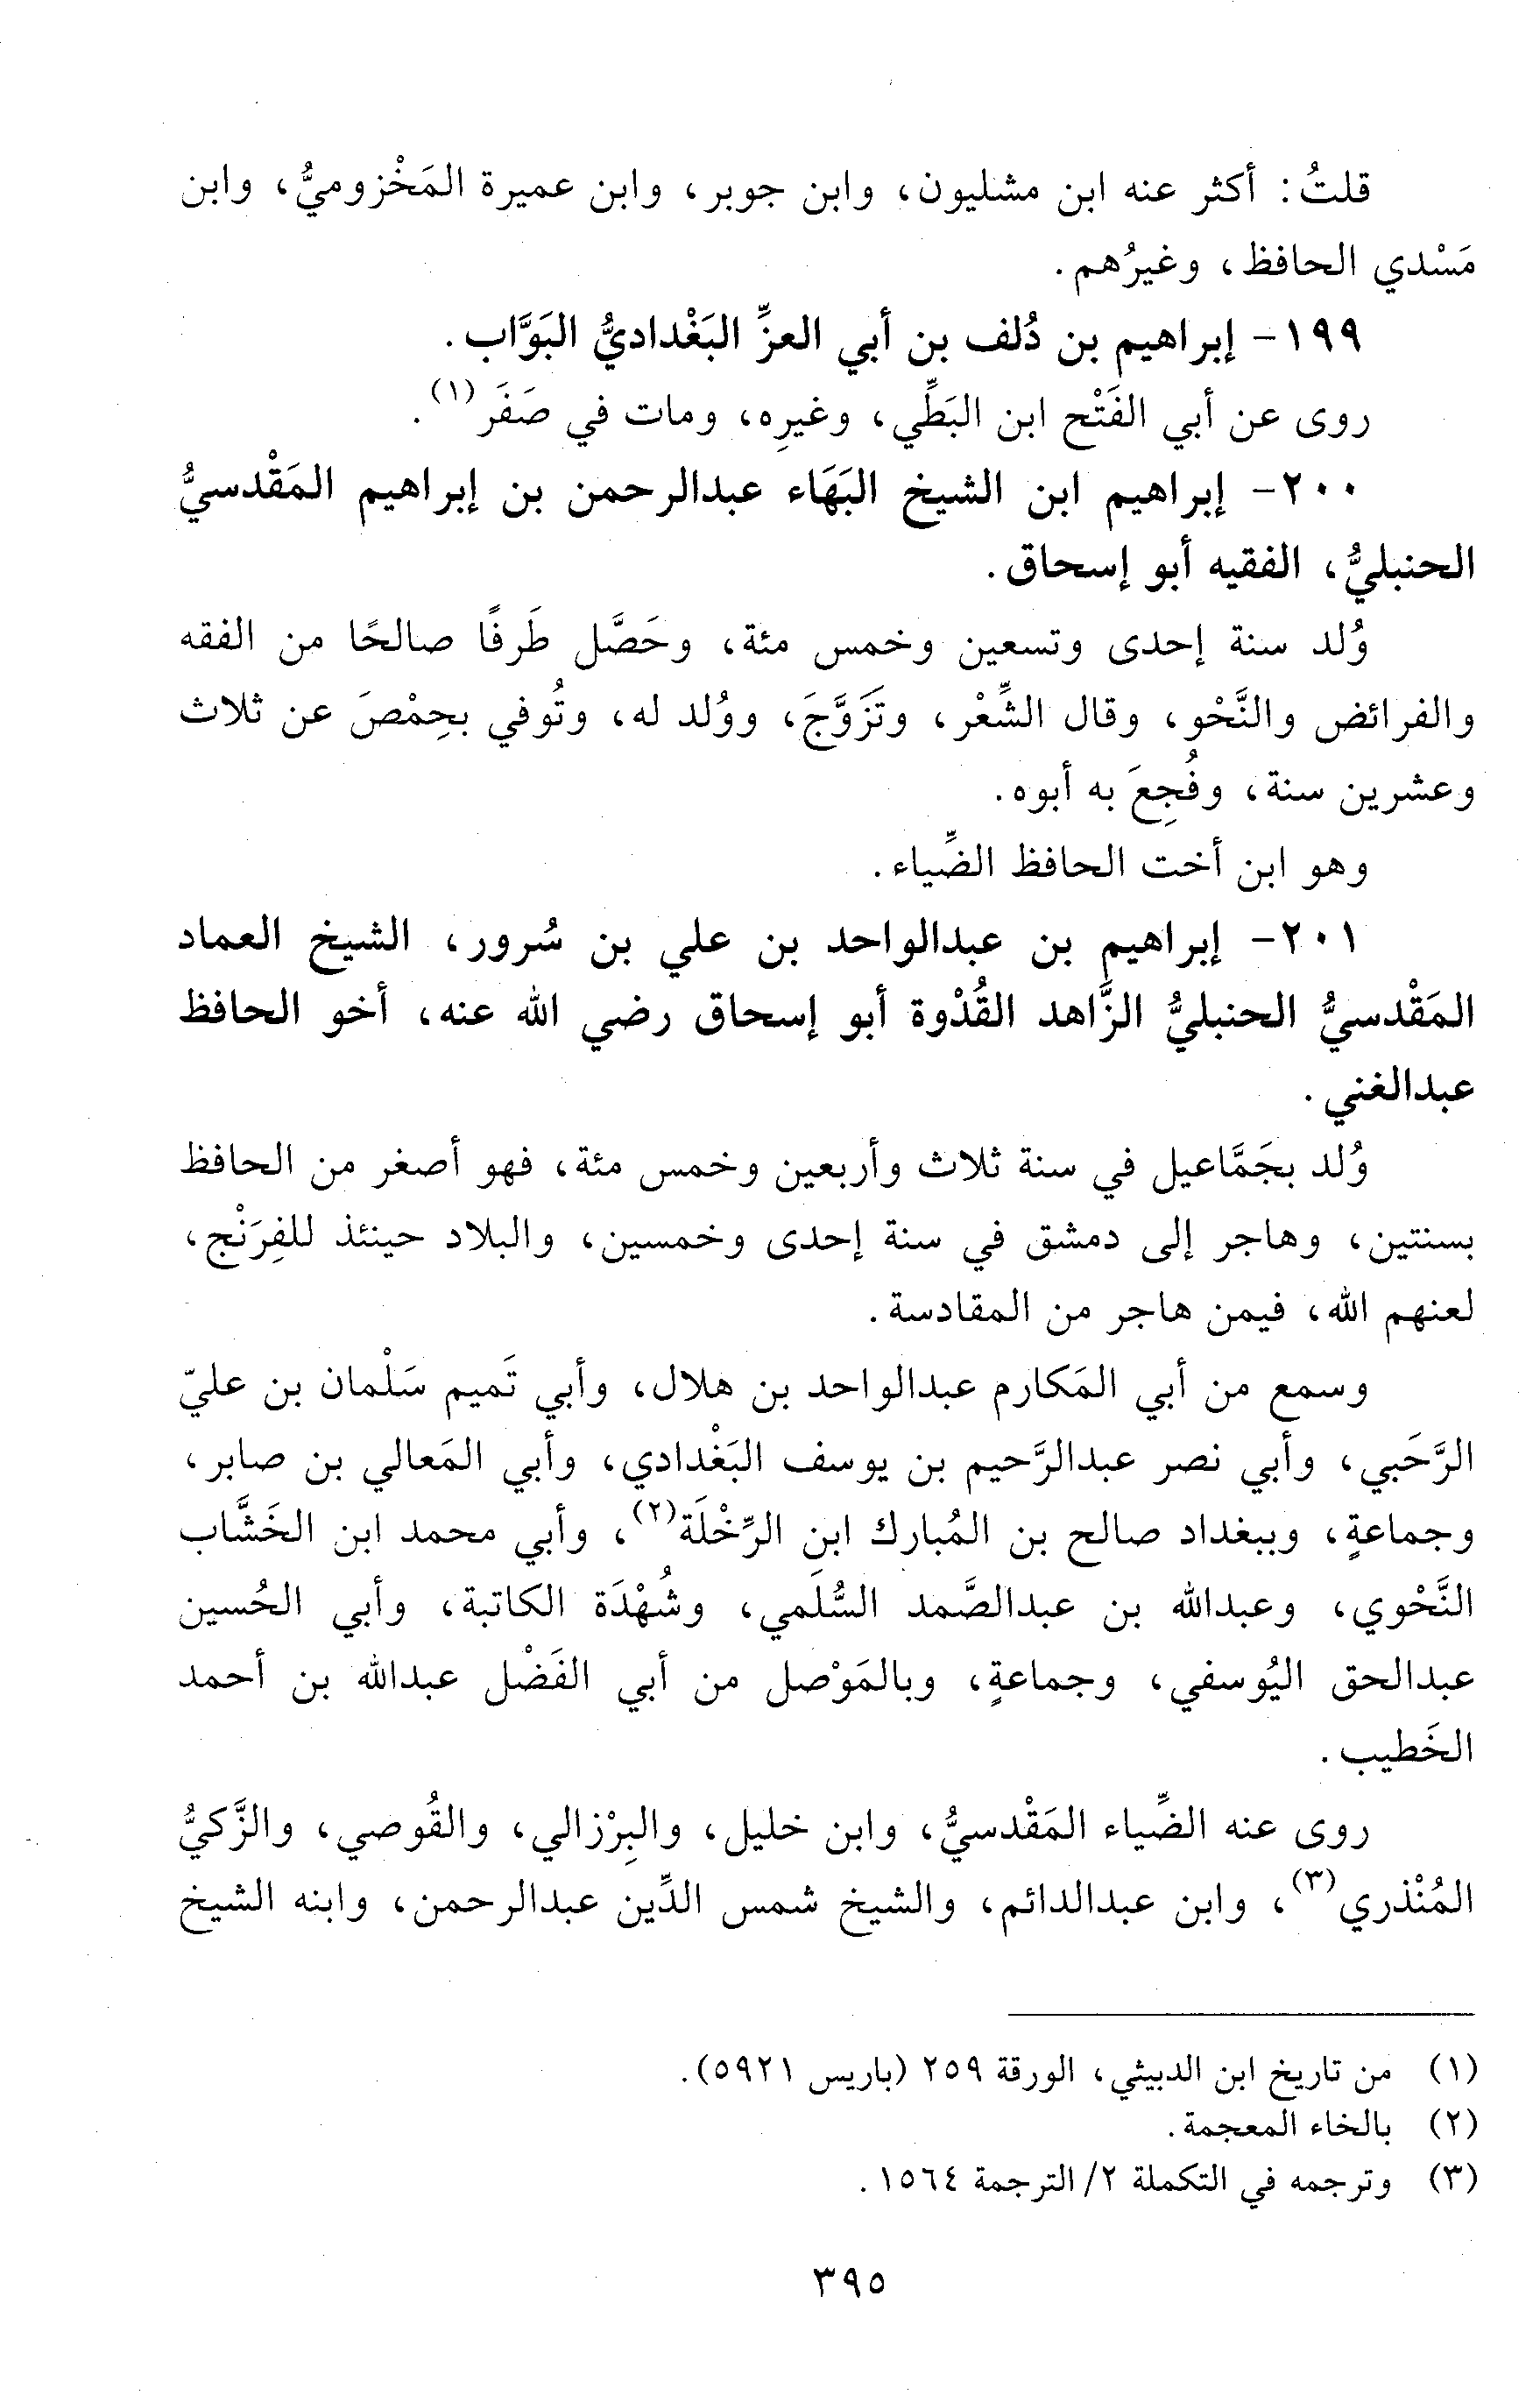 قلتُ: أكثر عنه ابن مشليون، وابن جوبر، وابن عميرة المَخْزوميُّ، وابن
مَسْدي الحافظ، وغيرُهم.
١٩٩- إبراهيم بن دُلف بن أبي العزِّ البَغْداديُّ البَوَّاب.
روى عن أبي الفَتْح ابن البَطِّي، وغيرِه، ومات في صَفَر(١).
٢٠٠- إبراهيم ابن الشيخ البَهَاء عبدالرحمن بن إبراهيم المَقْدسيُّ
الحنبليُّ، الفقيه أبو إسحاق.
وُلد سنة إحدى وتسعين وخمس مئة، وحَصَّل طَرفًا صالحًا من الفقه
والفرائض والنَّحْو، وقال الشِّعْر، وتَزَوَّجَ، ووُلد له، وتُوفي بحِمْصَ عن ثلاث
وعشرين سنة، وفُجِعَ به أبوه.
وهو ابن أخت الحافظ الضِّياء.
٢٠١- إبراهيم بن عبدالواحد بن علي بن سُرور، الشيخ العماد
المَقْدسيُّ الحنبليُّ الزَّاهد القُدْوة أبو إسحاق رضي الله عنه، أخو الحافظ
عبدالغني.
وُلد بجَمَّاعيل في سنة ثلاث وأربعين وخمس مئة، فهو أصغر من الحافظ
بسنتين، وهاجر إلى دمشق في سنة إحدى وخمسين، والبلاد حينئذ للفِرَنْج،
لعنهم الله، فيمن هاجر من المقادسة.
وسمع من أبي المَكارم عبدالواحد بن هلال، وأبي تَميم سَلْمان بن عليّ
الرَّحَبي، وأبي نصر عبدالرَّحيم بن يوسف البَغْدادي، وأبي المَعالي بن صابر،
وجماعةٍ، وببغداد صالح بن المُبارك ابنِ الرِّخْلَة(٢)، وأبي محمد ابن الخَشَّاب
النَّحْوي، وعبدالله بن عبدالصَّمد السُّلَمي، وشُهْدَة الكاتبة، وأبي الحُسين
عبدالحق اليُوسفي، وجماعةٍ، وبالمَوْصل من أبي الفَضْل عبدالله بن أحمد
الخَطيب.
روى عنه الضِّياء المَقْدسيُّ، وابن خليل، والبِرْزالي، والقُوصي، والزَّكيُّ
المُنْذري(٣)، وابن عبدالدائم، والشيخ شمس الدِّين عبدالرحمن، وابنه الشيخ
(١) من تاريخ ابن الدبيثي، الورقة ٢٥٩ (باريس ٥٩٢١).
(٢) بالخاء المعجمة.
(٣) وترجمه في التكملة ٢/ الترجمة ١٥٦٤.
٣٩٥